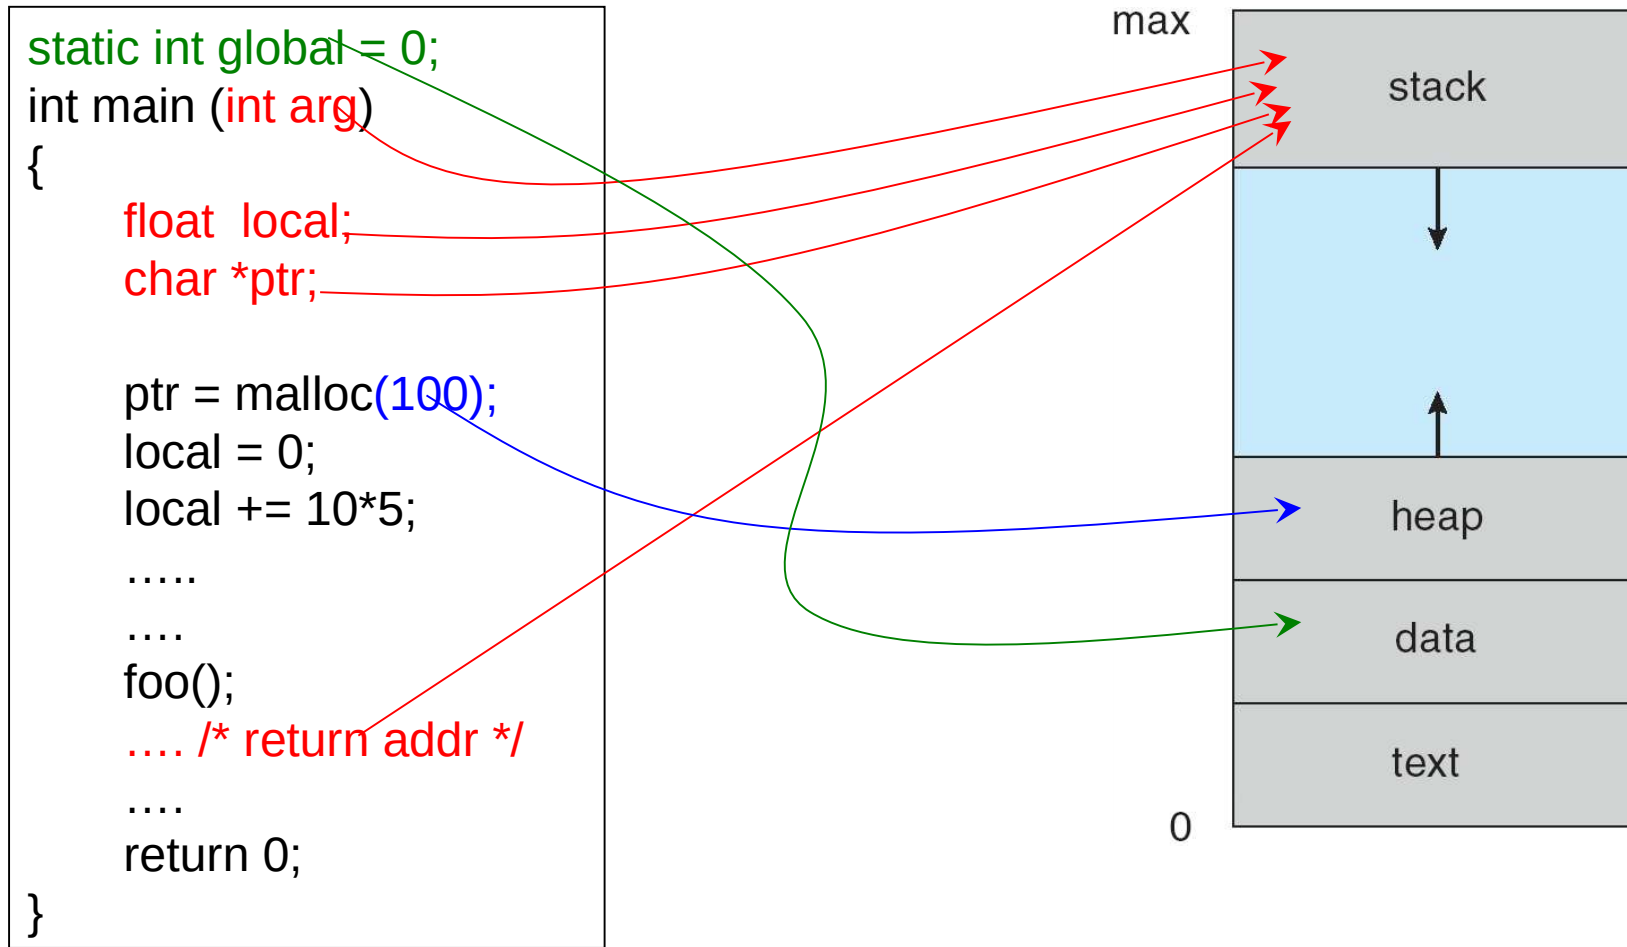 static int global = 0;
int main (int arg)
{
float  local;
char *ptr;
ptr = malloc(100);
local = 0;
local += 10*5;
…..
….
foo();
…. /* return addr */
….
return 0;
}
max
stack
heap
data
text
0